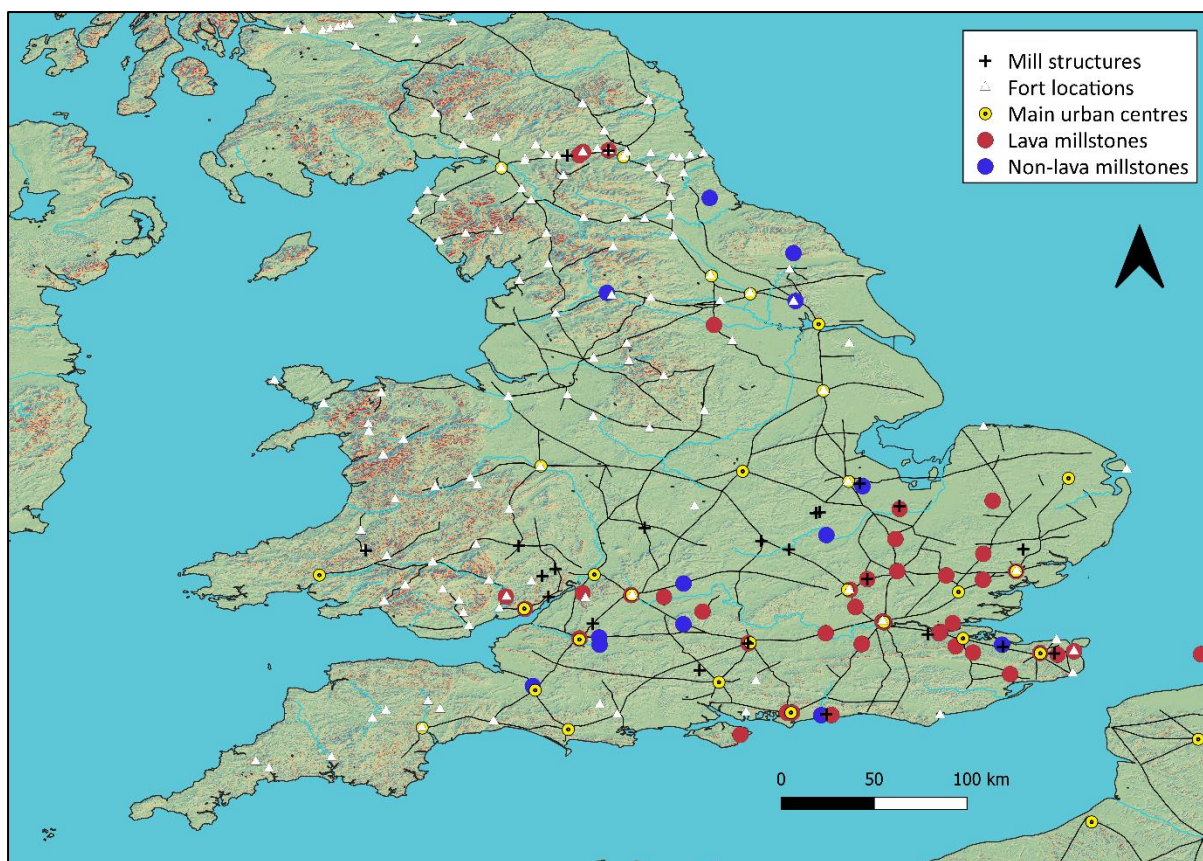 Mill structures
Fort locations
Main urban centres
Lava millstones
Non-lava millstones
0 50 100 km